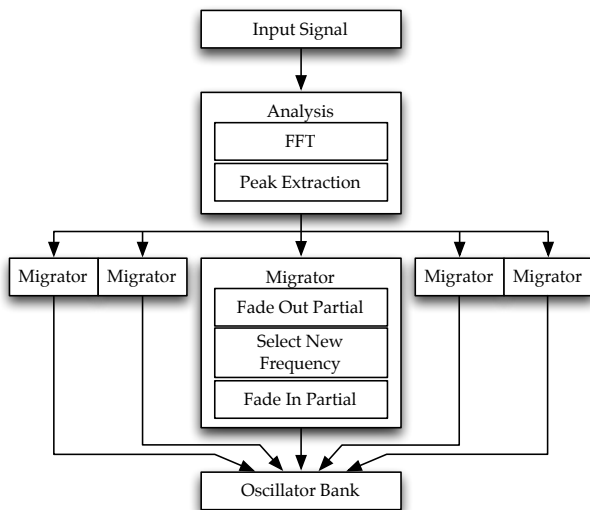 Input Signal
Analysis
FFT
Peak Extraction
Migrator
Migrator
Migrator
Migrator
Migrator
Fade Out Partial
Select New
Frequency
Fade In Partial
Oscillator Bank